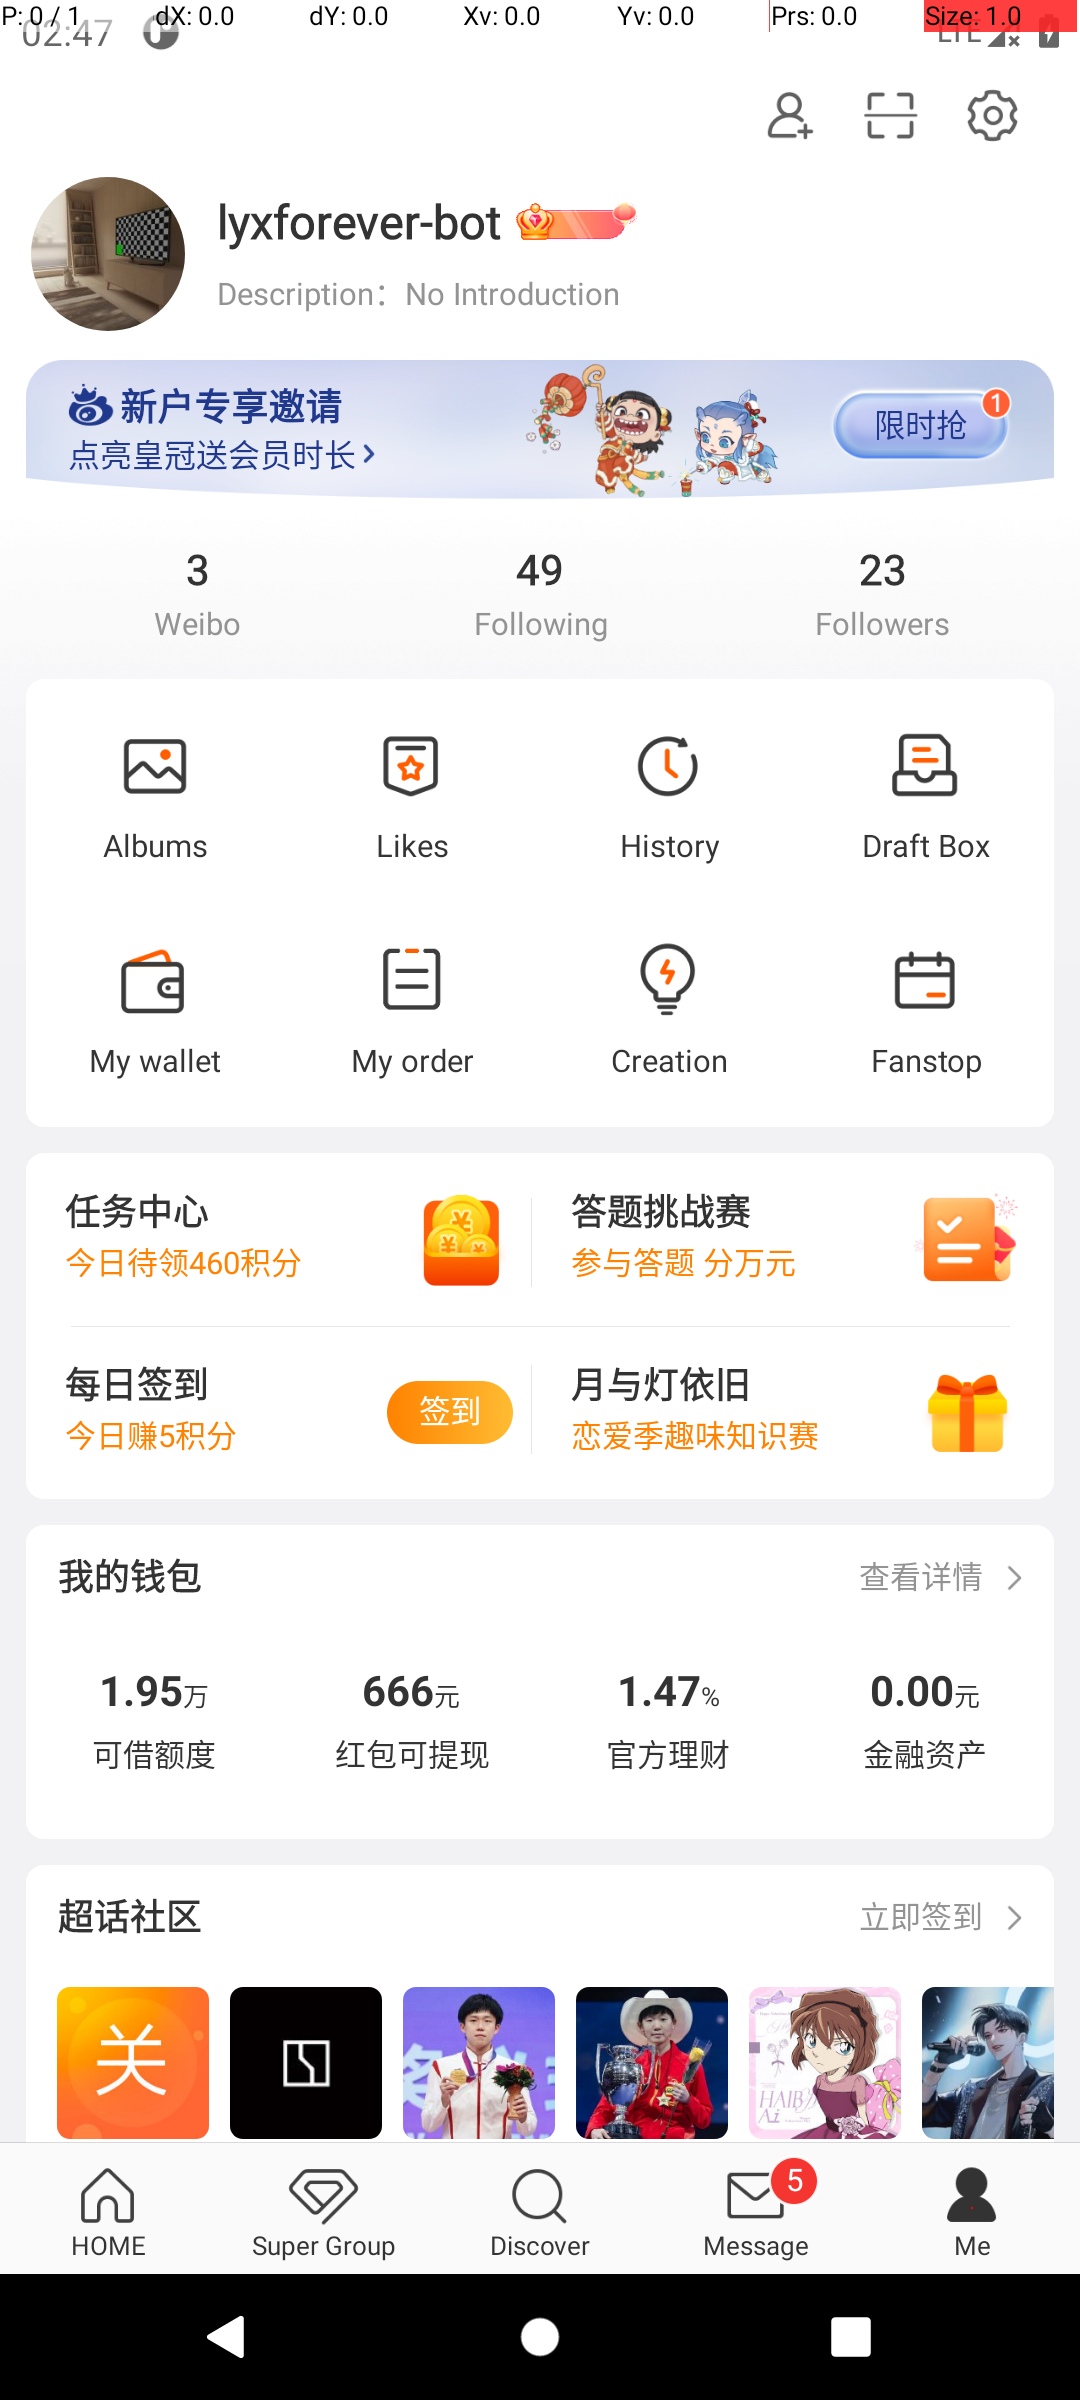 P: 0 / 1 dX: 0.0 dY: 0.0 Xv: 0.0 Yv: 0.0 Prs: 0.0 Size: 1.0
02:47 LTE
lyxforever-bot
Description：No Introduction
新户专享邀请
点亮皇冠送会员时长
限时抢
1
3 49 23
Weibo Following Followers
Albums Likes History Draft Box
My wallet My order Creation Fanstop
任务中心 答题挑战赛
今日待领460积分 参与答题 分万元
每日签到 月与灯依旧
签到
今日赚5积分 恋爱季趣味知识赛
我的钱包 查看详情
1.95万 666元 1.47% 0.00元
可借额度 红包可提现 官方理财 金融资产
超话社区 立即签到
关
HAIB
Ai
5
HOME Super Group Discover Message Me